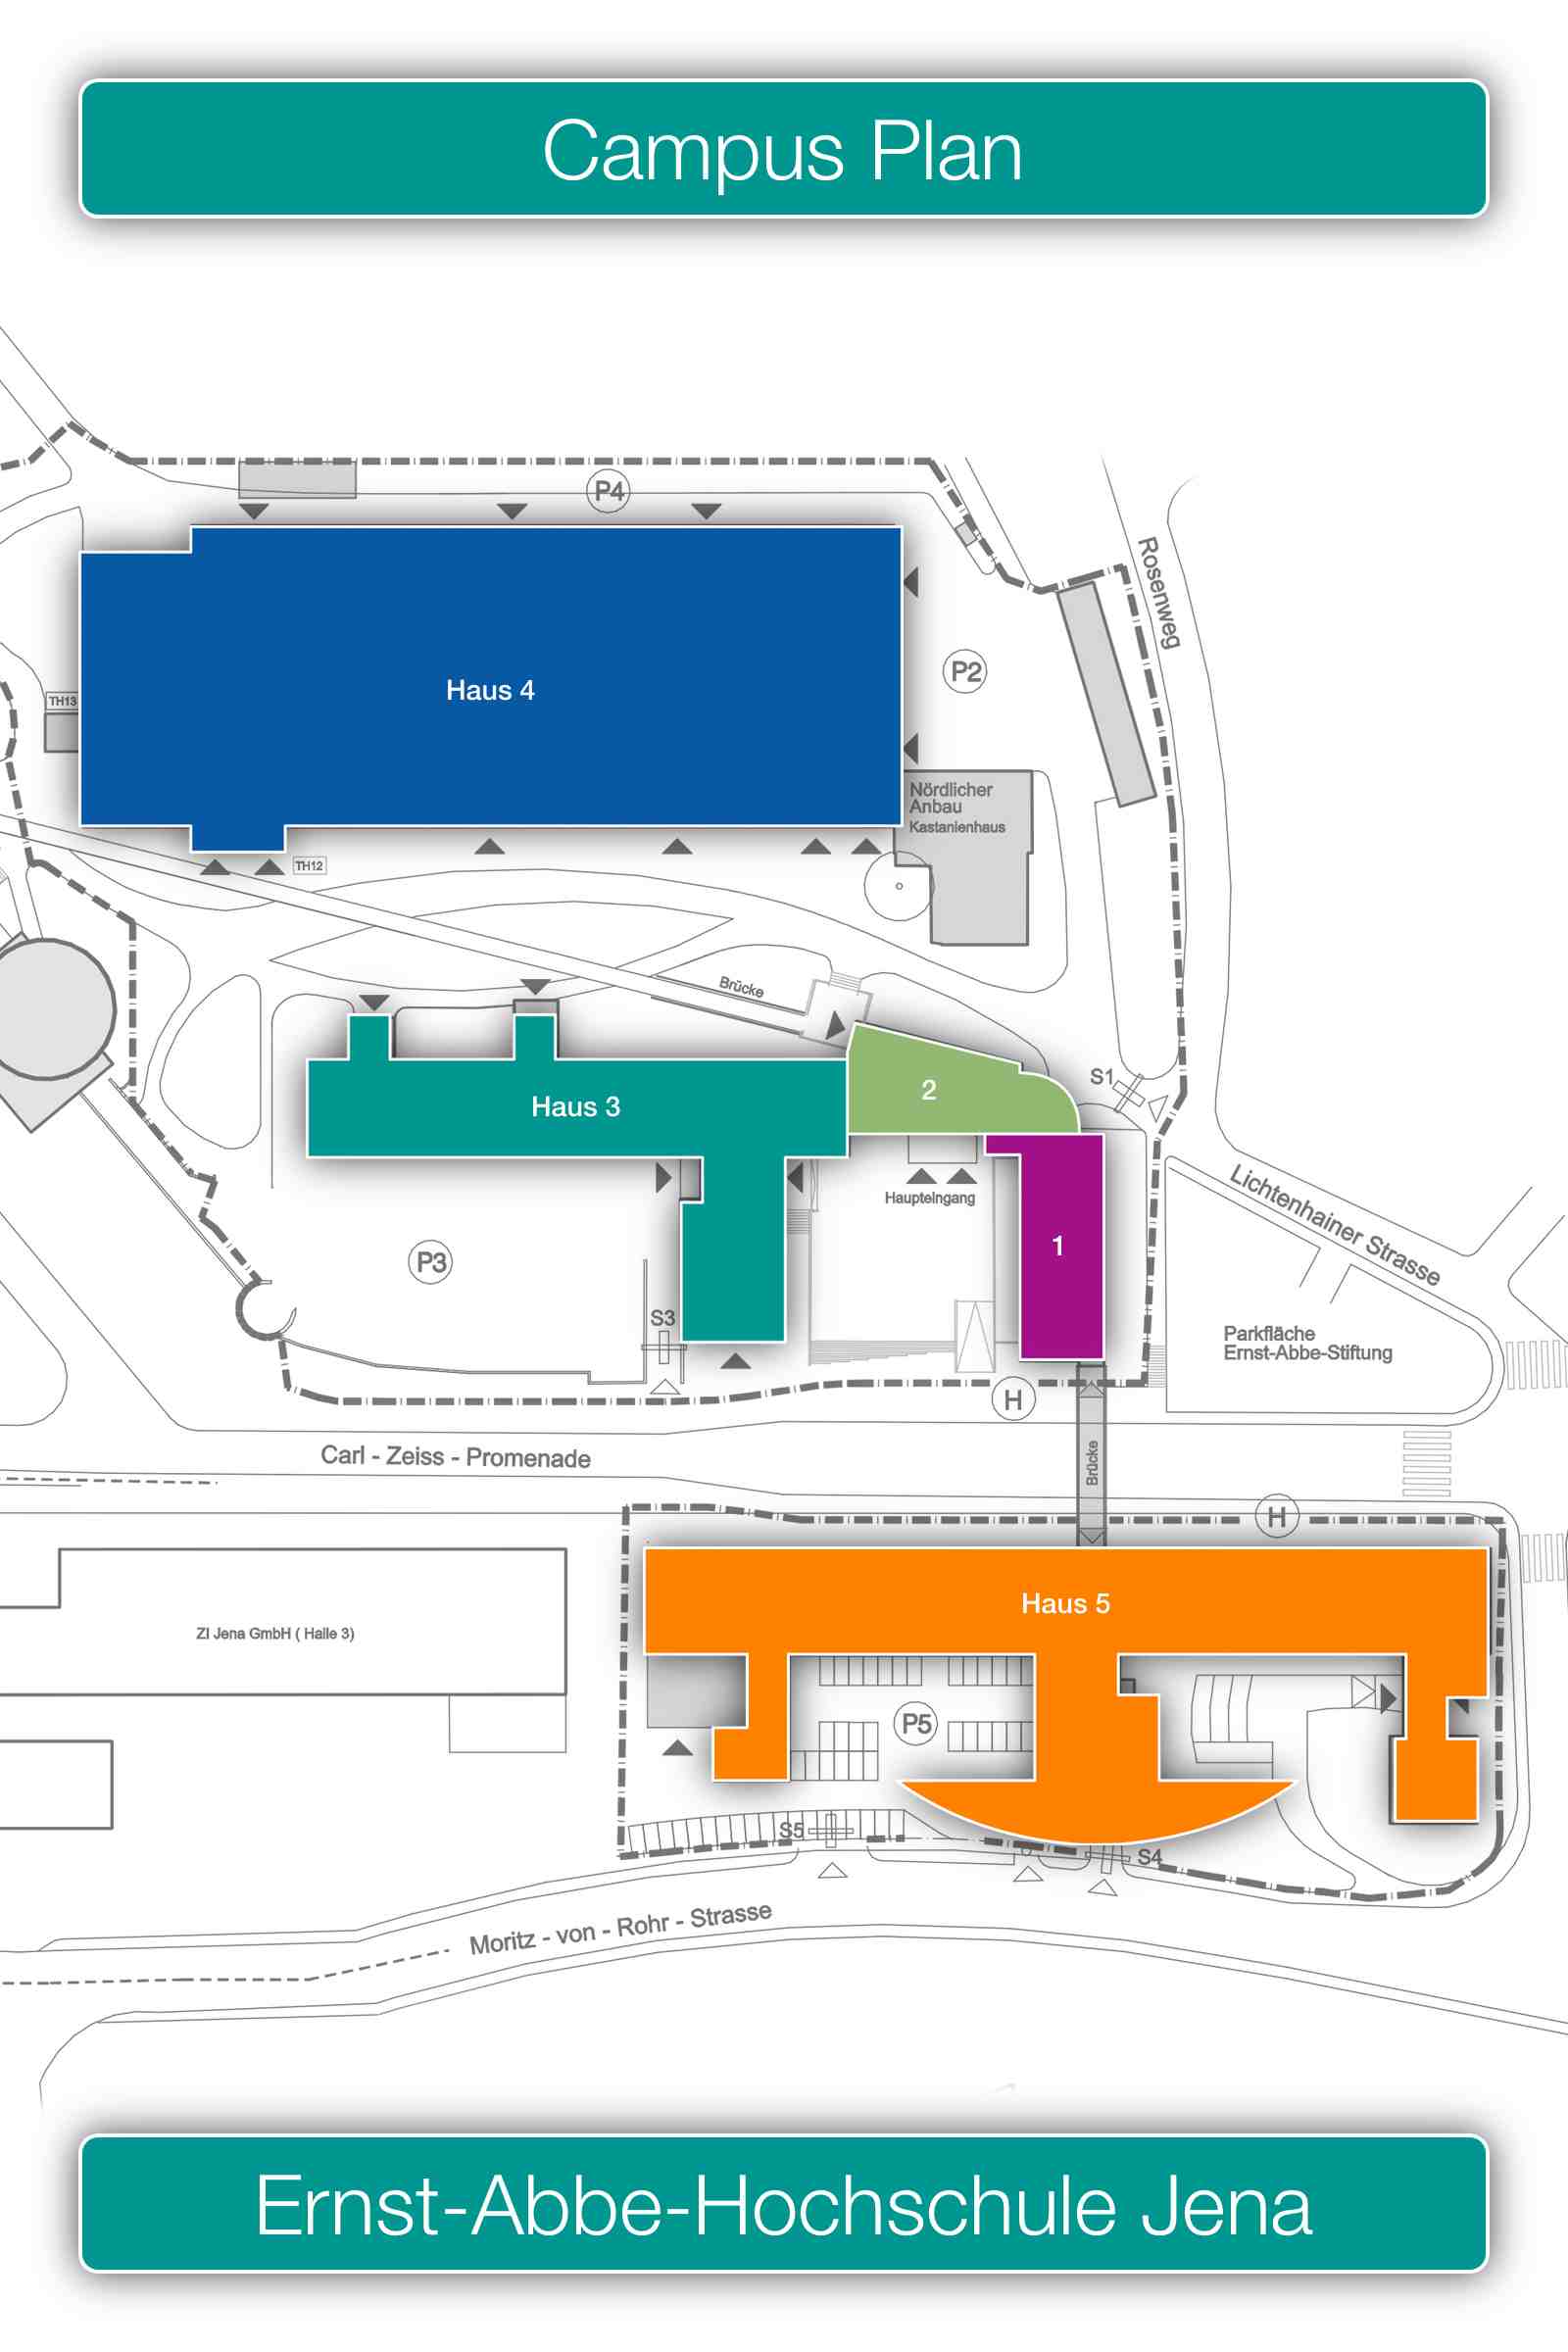 Campus Plan
P4
Rosenweg
P2
Haus 4
TH13
Nördlicher
Anbau
Kastanienhaus
TH12
Brücke
S1
2
Haus 3
Haupteingang
Lichtenhainer Strasse
1
P3
S3
Parkfläche
Ernst-Abbe-Stiftung
H
Carl - Zeiss - Promenade
Brücke
H
Haus 5
ZI Jena GmbH ( Halle 3)
P5
S5
S4
Moritz - von - Rohr - Strasse
Ernst-Abbe-Hochschule Jena